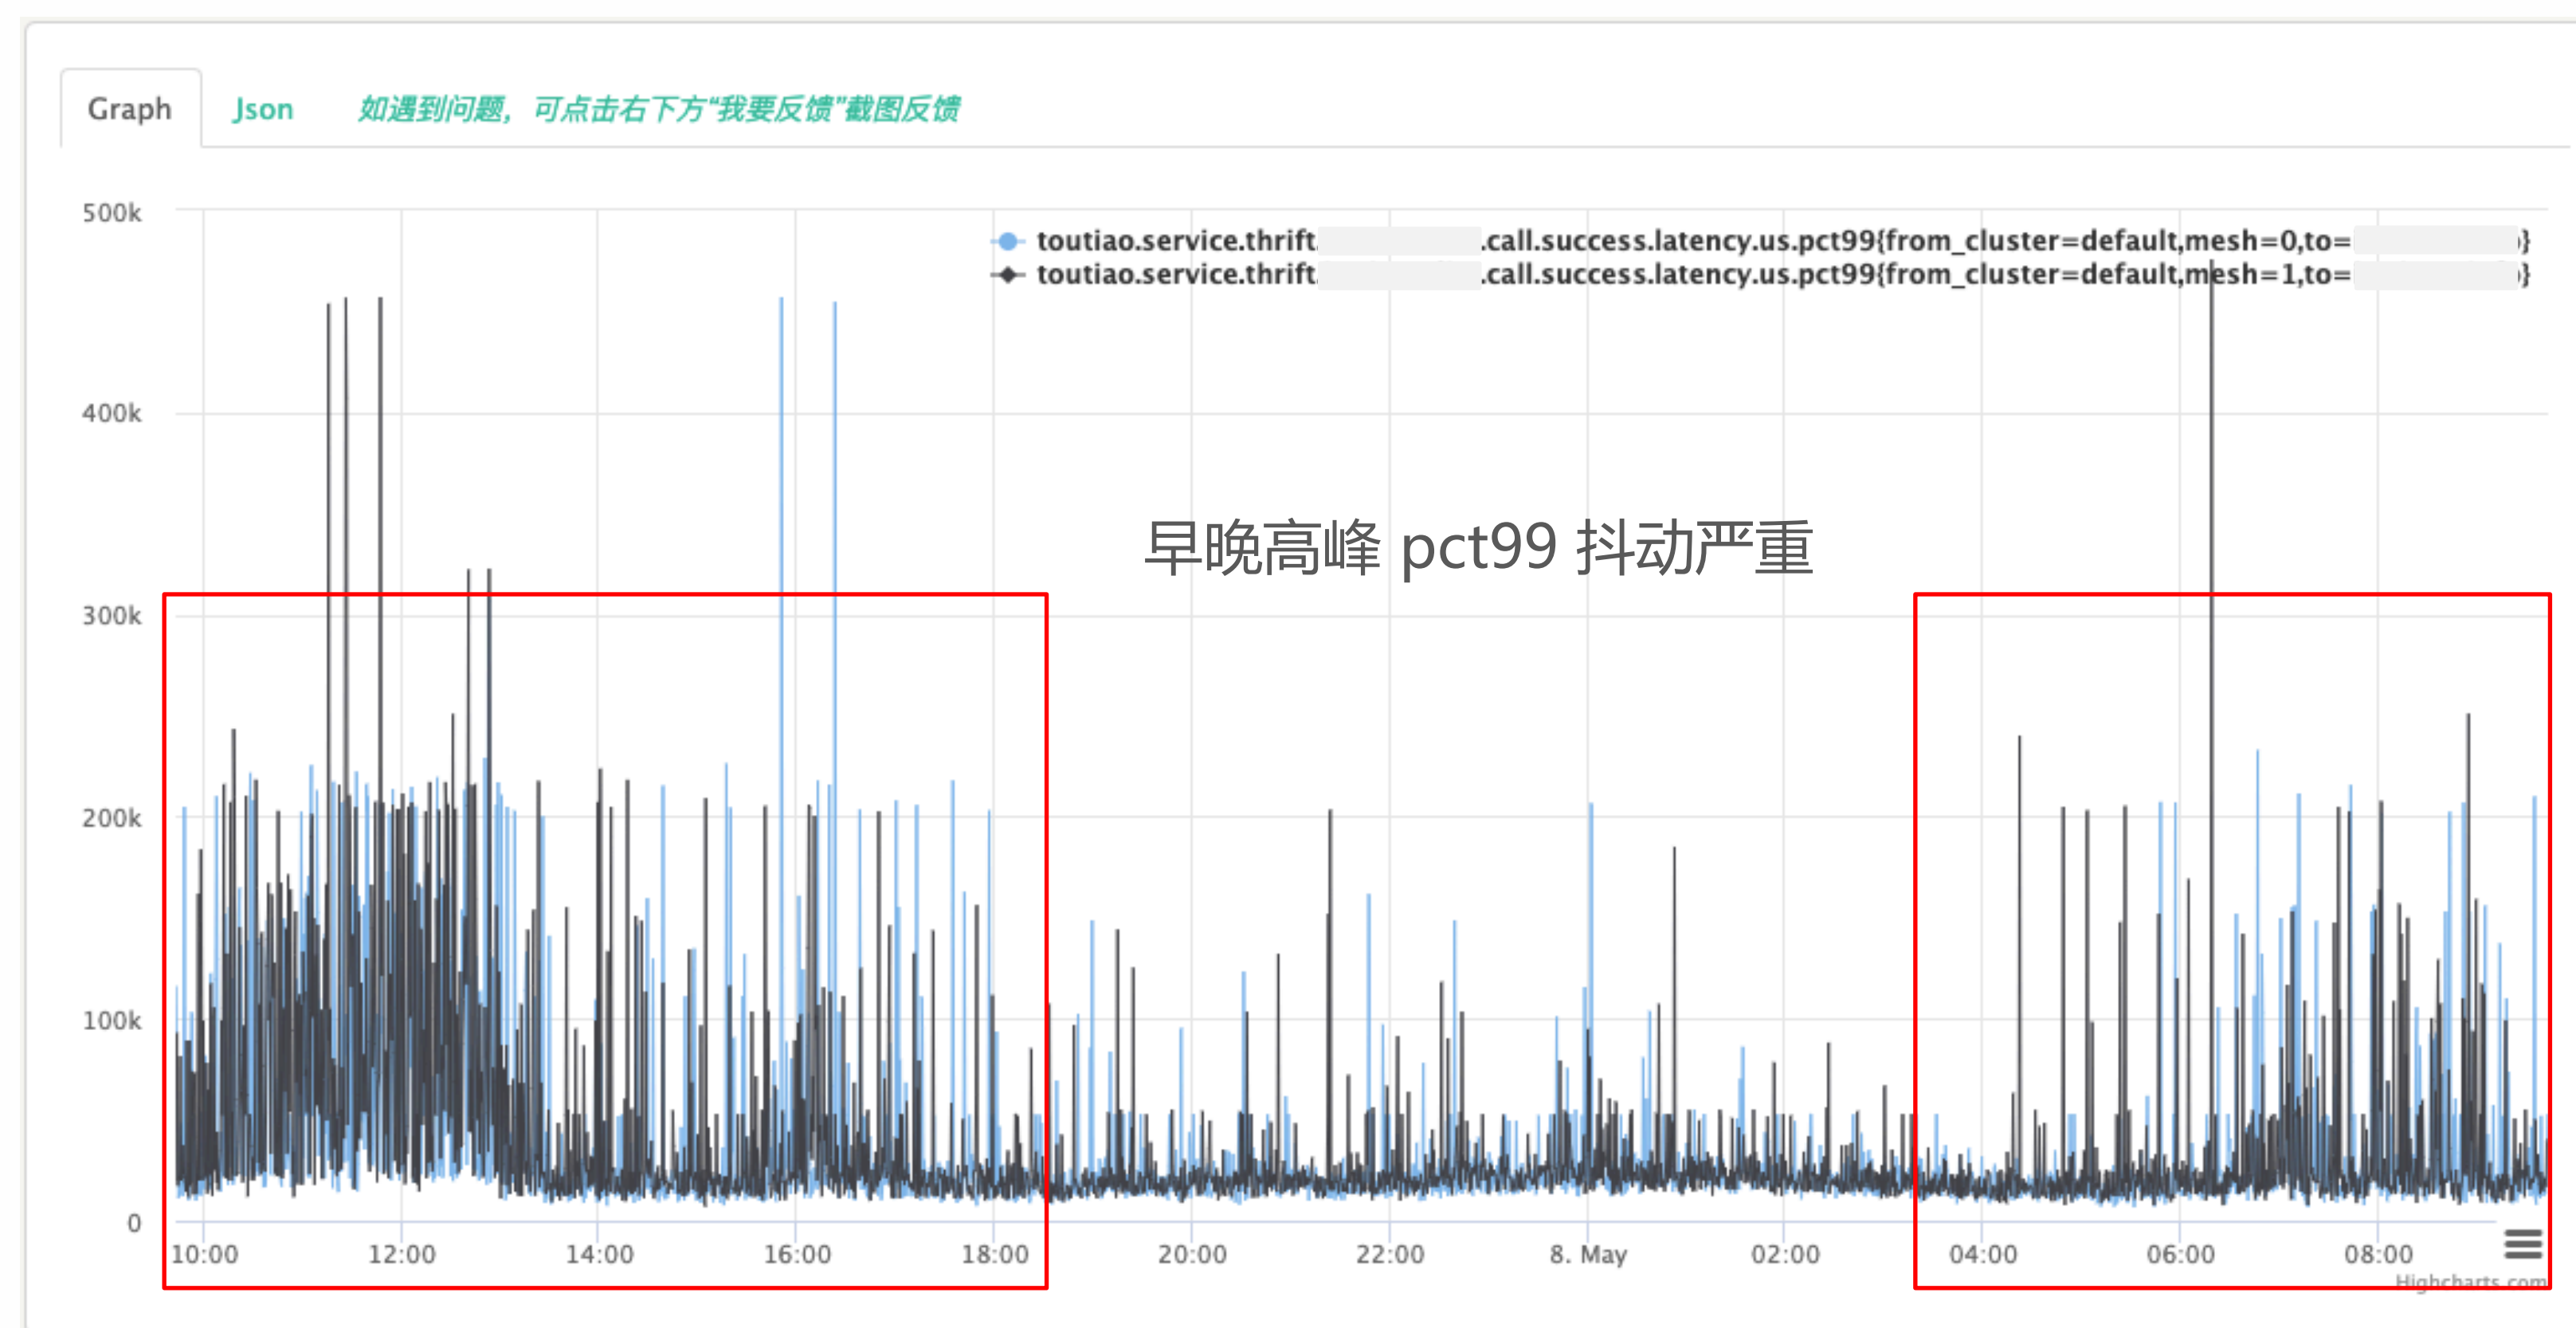 Graph Json 如遇到问题，可点击右下方“我要反馈”截图反馈
500k
toutiao.service.thrift. .call.success.latency.us.pct99{from_cluster=default,mesh=0,to= }
toutiao.service.thrift. .call.success.latency.us.pct99{from_cluster=default,mesh=1,to= }
400k
早晚高峰 pct99 抖动严重
300k
200k
100k
0
10:00 12:00 14:00 16:00 18:00 20:00 22:00 8. May 02:00 04:00 06:00 08:00
Highcharts.com